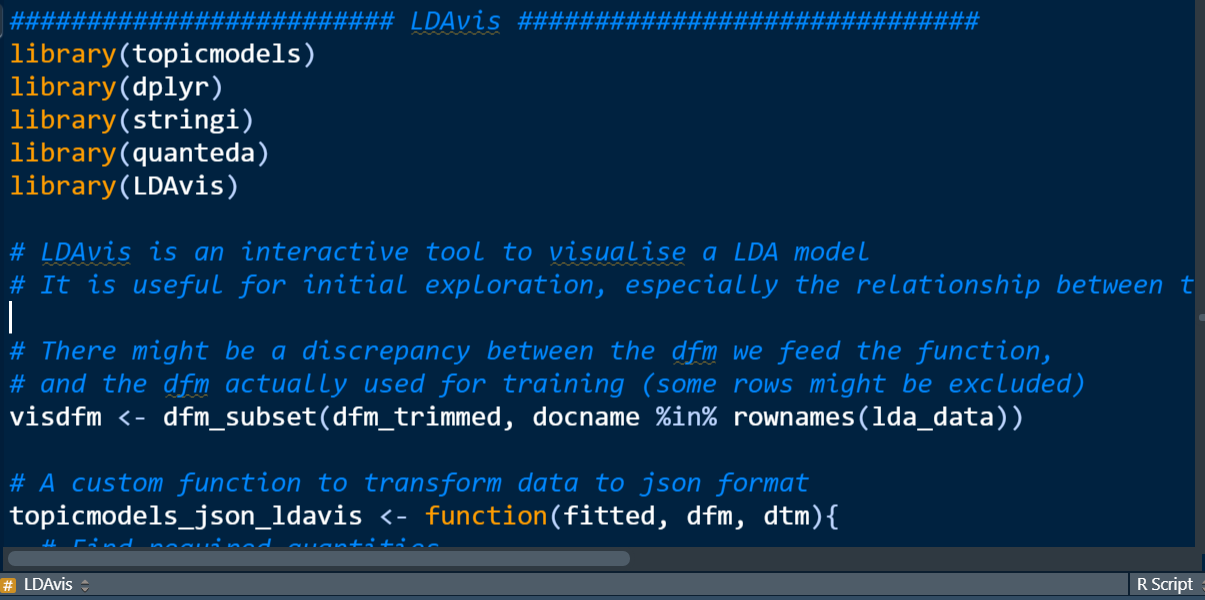 ######################### LDAvis ##############################
library(topicmodels)
library(dplyr)
library(stringi)
library(quanteda)
library(LDAvis)
# LDAvis is an interactive tool to visualise a LDA model
# It is useful for initial exploration, especially the relationship between t
# There might be a discrepancy between the dfm we feed the function,
# and the dfm actually used for training (some rows might be excluded)
visdfm <- dfm_subset(dfm_trimmed, docname %in% rownames(lda_data))
# A custom function to transform data to json format
topicmodels_json_ldavis <- function(fitted, dfm, dtm){
# Find required quantities
# LDAvis
R Script